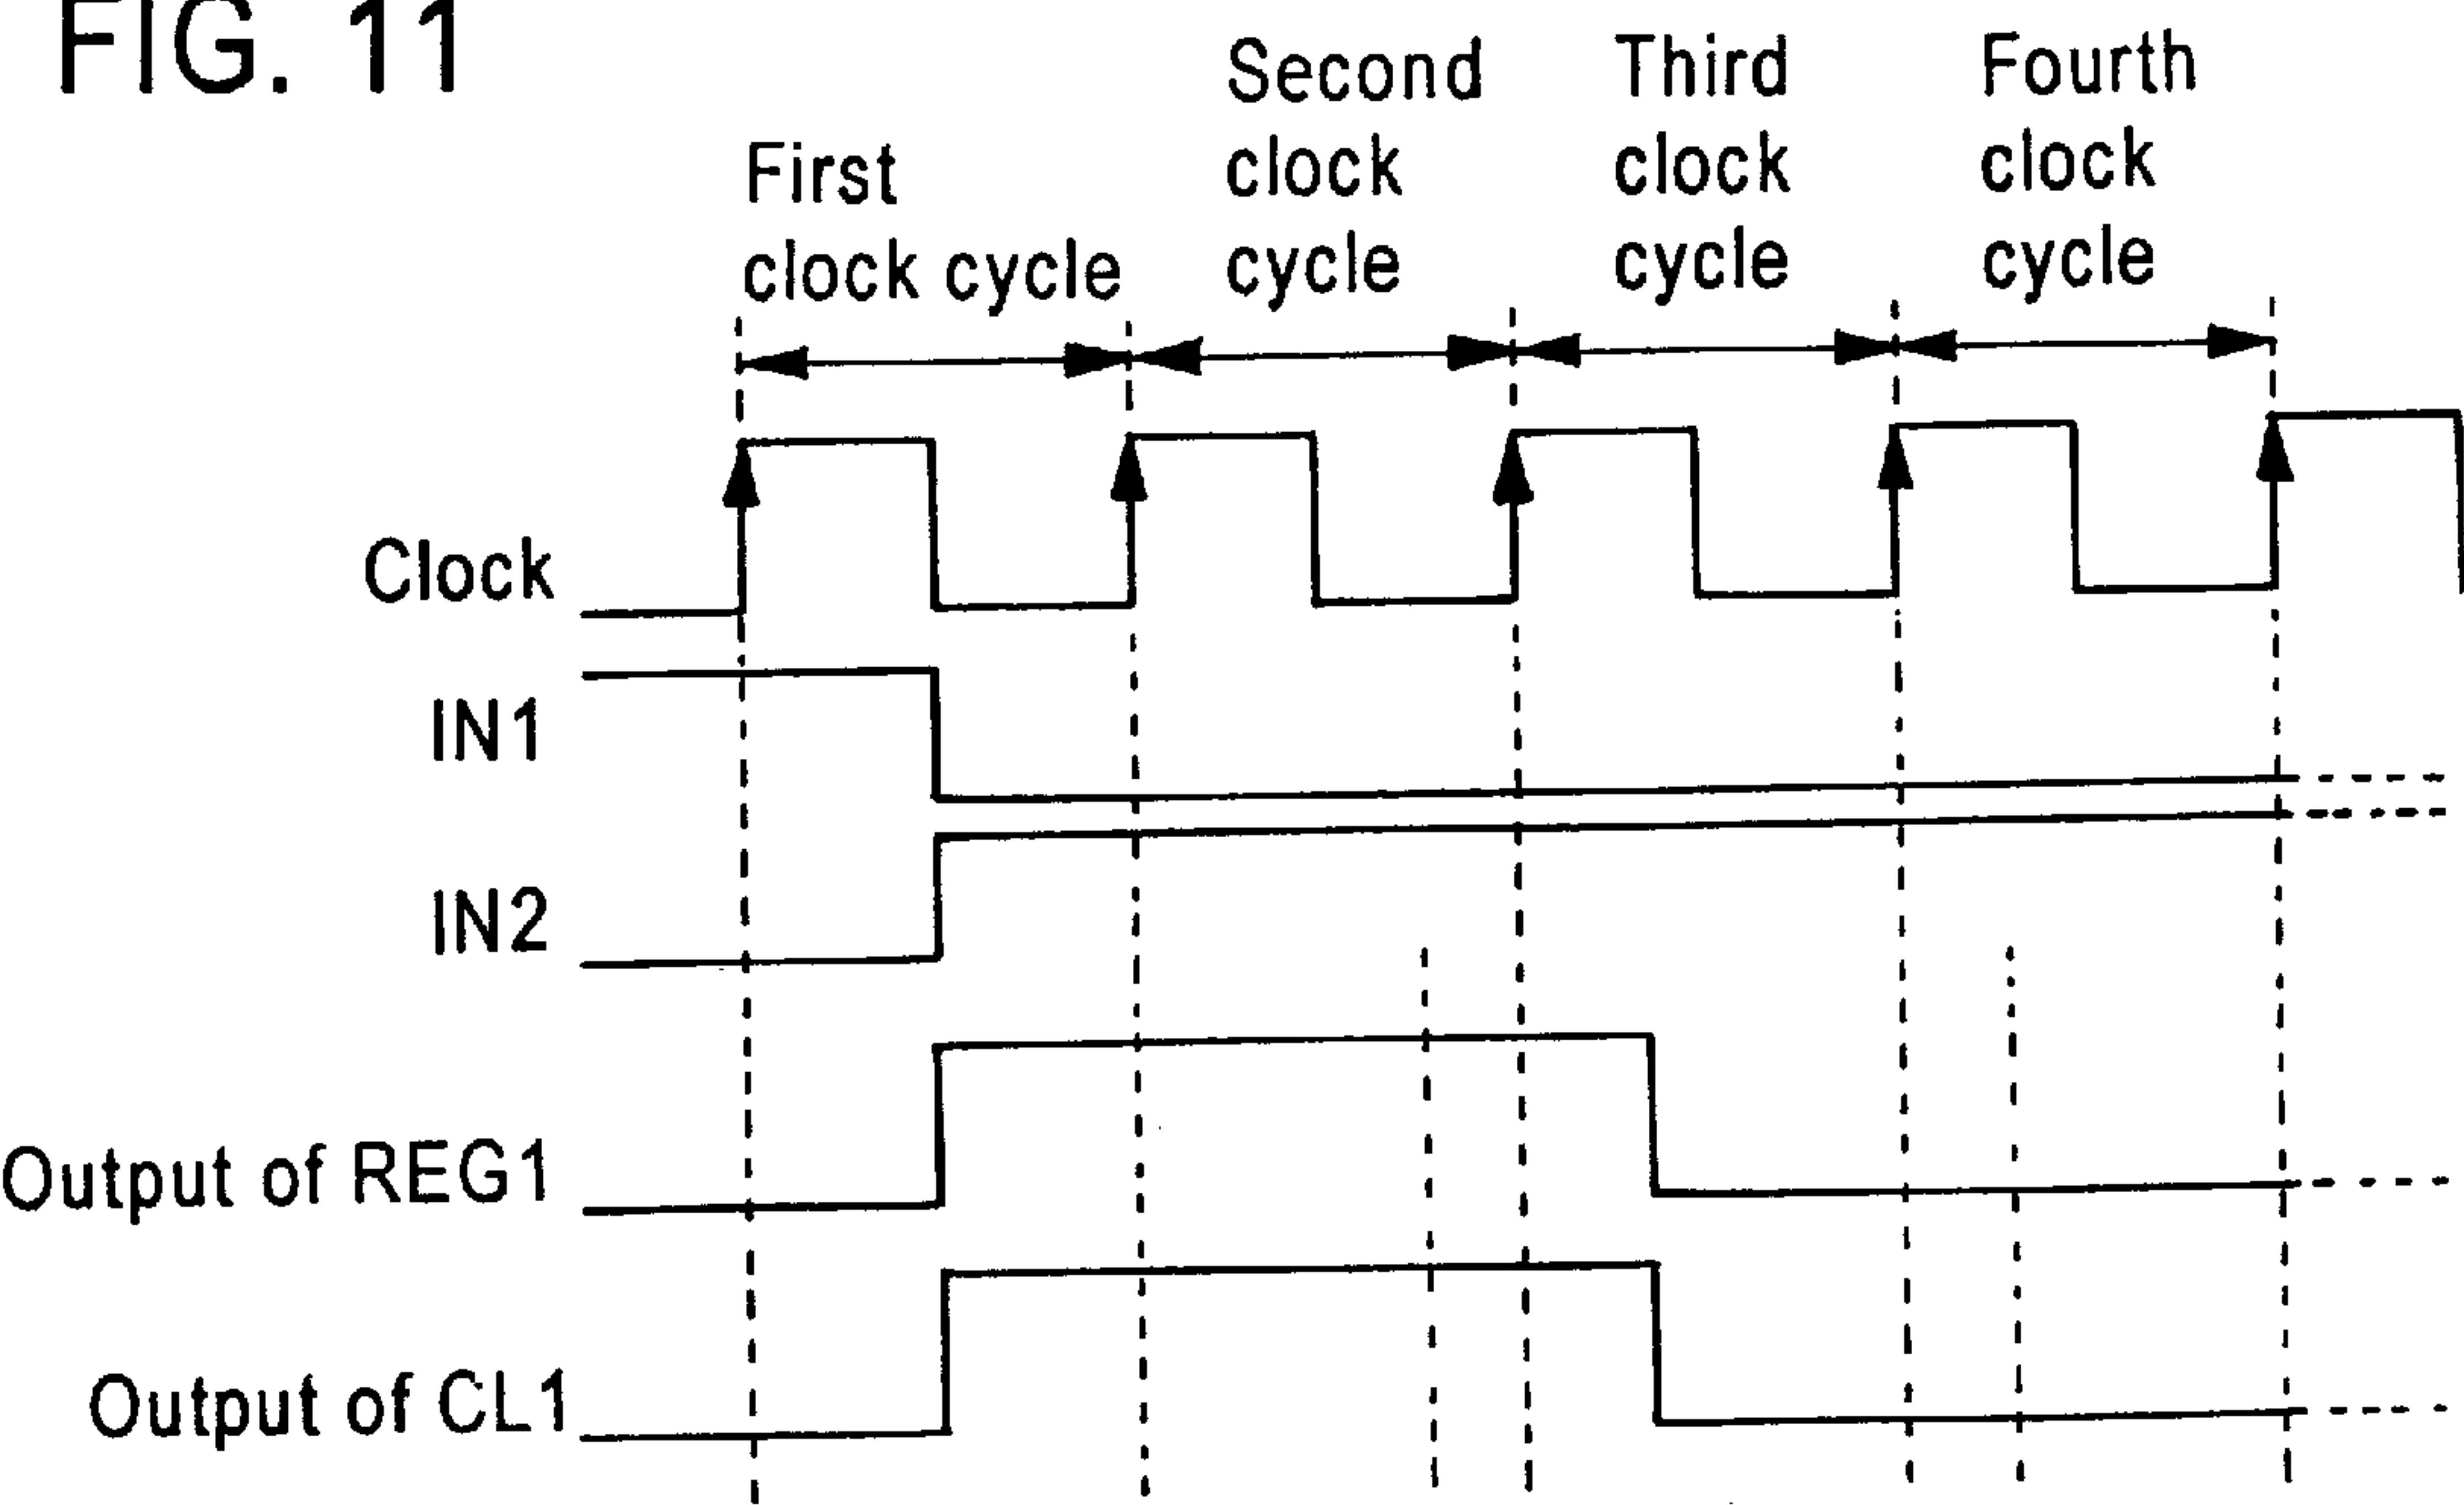 FIG. 11
First
clock cycle
Second
clock
cycle
Third
clock
cycle
Fourth
clock
cycle
Clock
IN1
IN2
Output of REG1
Output of CL1